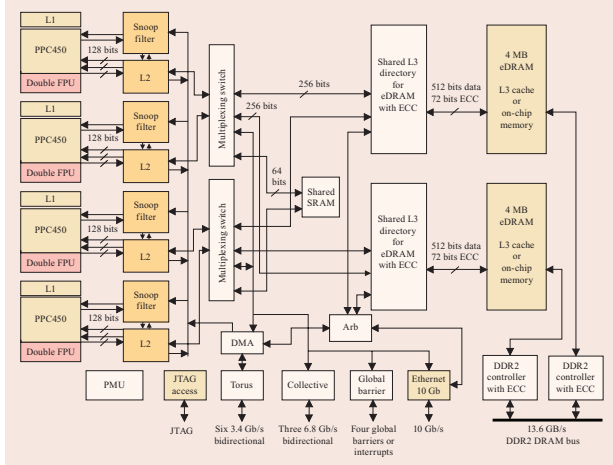 L1
PPC450
Double FPU
128 bits
Snoop
filter
L2
L1
PPC450
Double FPU
128 bits
Snoop
filter
L2
L1
PPC450
Double FPU
128 bits
Snoop
filter
L2
L1
PPC450
Double FPU
128 bits
Snoop
filter
L2
Multiplexing switch
Multiplexing switch
256 bits
256 bits
64
bits
Shared
SRAM
Shared L3
directory
for
eDRAM
with ECC
512 bits data
72 bits ECC
4 MB
eDRAM
L3 cache
or
on-chip
memory
Shared L3
directory
for
eDRAM
with ECC
512 bits data
72 bits ECC
4 MB
eDRAM
L3 cache
or
on-chip
memory
Arb
DMA
PMU
JTAG
access
Torus
Collective
Global
barrier
Ethernet
10 Gb
DDR2
controller
with ECC
DDR2
controller
with ECC
JTAG
Six 3.4 Gb/s
bidirectional
Three 6.8 Gb/s
bidirectional
Four global
barriers or
interrupts
10 Gb/s
13.6 GB/s
DDR2 DRAM bus